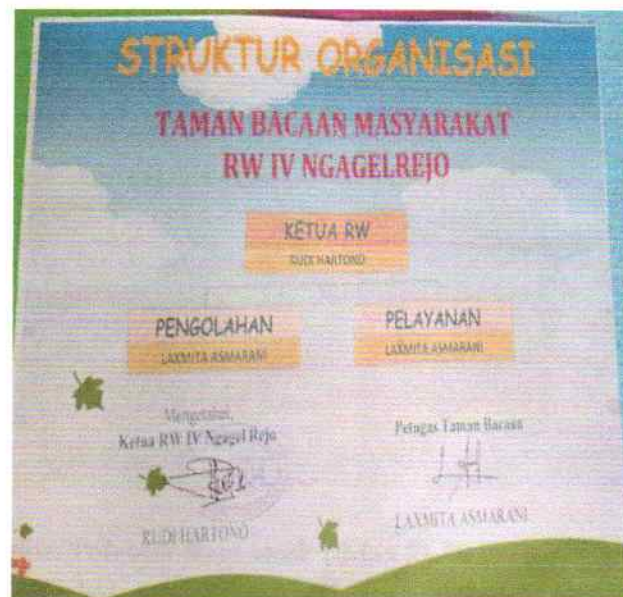 STRUKTUR ORGANISASI
TAMAN BACAAN MASYARAKAT
RW IV NGAGELREJO
KETUA RW
RUDI HARTONO
PENGOLAHAN
LAXMITA ASMARANI
PELAYANAN
LAXMITA ASMARANI
Mengetahui,
Ketua RW IV Ngagel Rejo
RUDI HARTONO
Petugas Taman Bacaan
LAXMITA ASMARANI